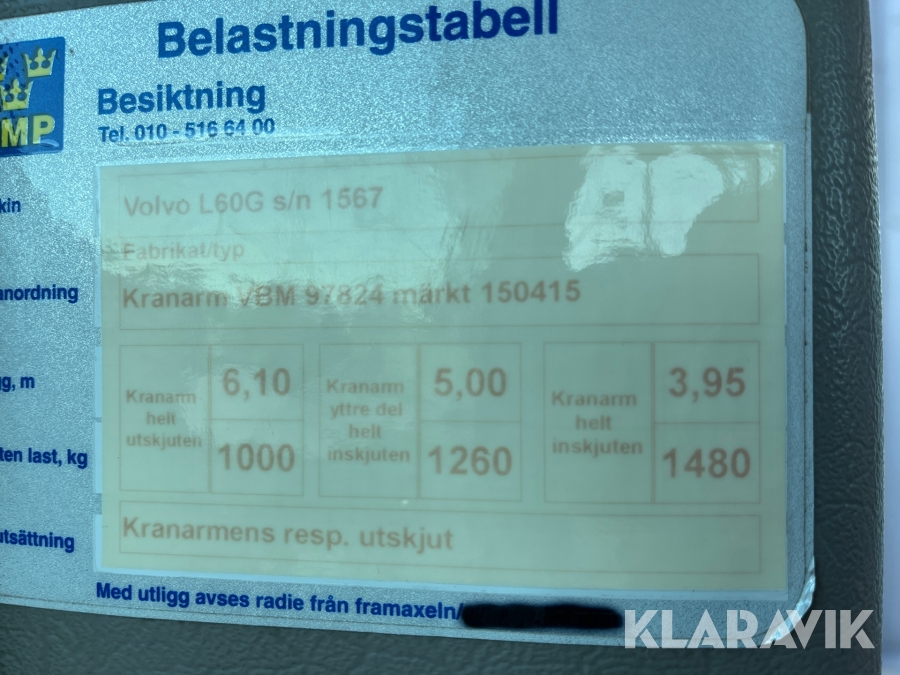 Belastningstabell
MP
Besiktning
Tel. 010 - 516 64 00
kin
Volvo L60G s/n 1567
Fabrikat/typ
nordning
Kranarm VBM 97824 märkt 150415
g, m
Kranarm helt utskjuten
6,10
Kranarm yttre del helt inskjuten
5,00
Kranarm helt inskjuten
3,95
ten last, kg
1000
1260
1480
utsättning
Kranarmens resp. utskjut
Med utligg avses radie från framaxeln/
KLARAVIK